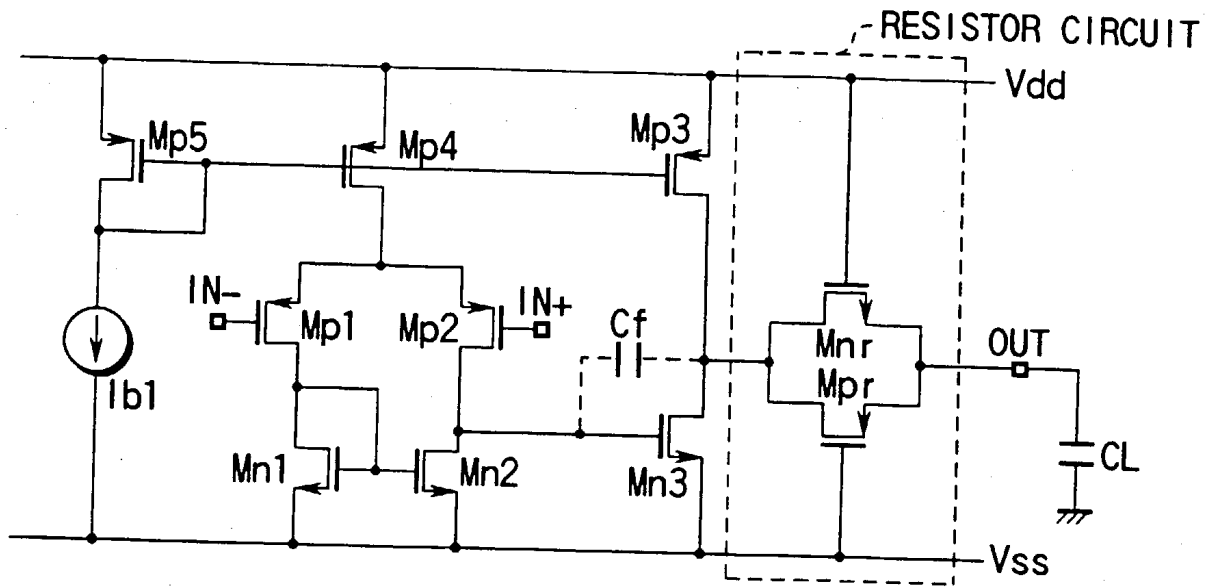 RESISTOR CIRCUIT
Vdd
Mp5
Mp4
Mp3
IN-
IN+
Mp1
Mp2
Cf
Mnr
OUT
Mpr
Ib1
Mn1
Mn2
Mn3
CL
Vss